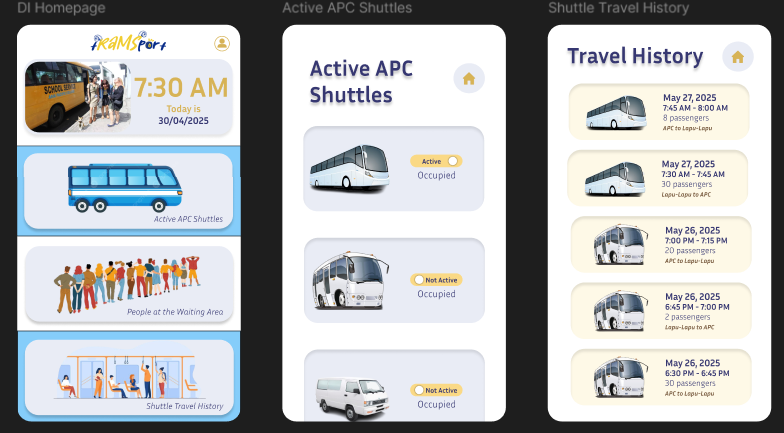 DI Homepage
tRAMSport
SCHOOL SERVICE
7:30 AM
Today is
30/04/2025
Active APC Shuttles
People at the Waiting Area
Shuttle Travel History
Active APC Shuttles
Active APC
Shuttles
Active
Occupied
Not Active
Occupied
Not Active
Occupied
Shuttle Travel History
Travel History
May 27, 2025
7:45 AM - 8:00 AM
8 passengers
APC to Lapu-Lapu
May 27, 2025
7:30 AM - 7:45 AM
30 passengers
Lapu-Lapu to APC
May 26, 2025
7:00 PM - 7:15 PM
20 passengers
APC to Lapu-Lapu
May 26, 2025
6:45 PM - 7:00 PM
2 passengers
Lapu-Lapu to APC
May 26, 2025
6:30 PM - 6:45 PM
30 passengers
APC to Lapu-Lapu